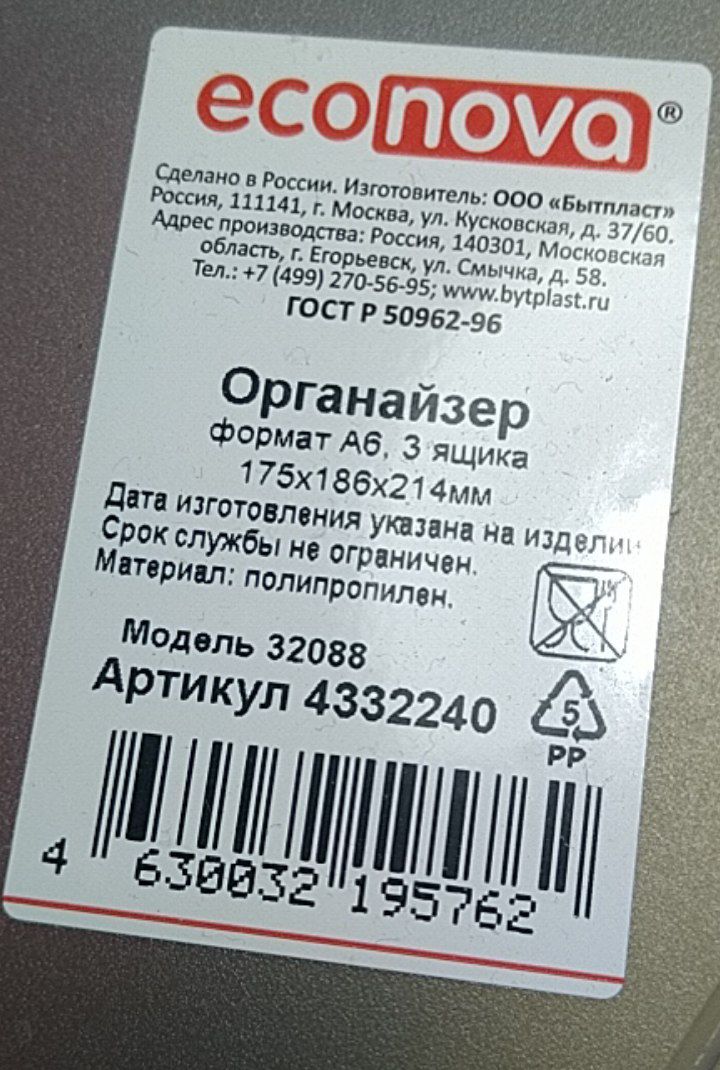 econova®
Сделано в России. Изготовитель: ООО «Бытпласт»
Россия, 111141, г. Москва, ул. Кусковская, д. 37/60.
Адрес производства: Россия, 140301, Московская
область, г. Егорьевск, ул. Смычка, д. 58.
Тел.: +7 (499) 270-56-95; www.bytplast.ru
ГОСТ Р 50962-96
Органайзер
формат А6, 3 ящика
175х186х214мм
Дата изготовления указана на изделии
Срок службы не ограничен.
Материал: полипропилен.
Модель 32088
Артикул 4332240
5
PP
4 630032 195762